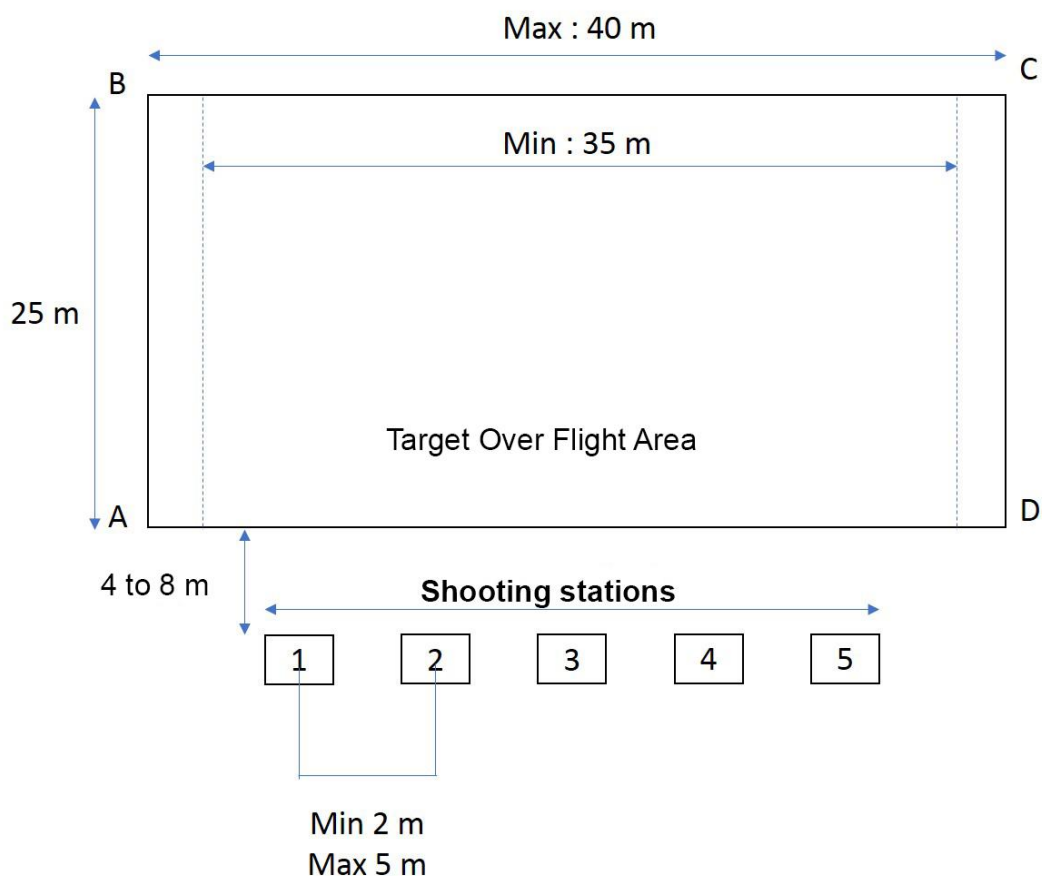 Max : 40 m
B
C
Min : 35 m
25 m
Target Over Flight Area
A
D
4 to 8 m
Shooting stations
1 2 3 4 5
Min 2 m
Max 5 m